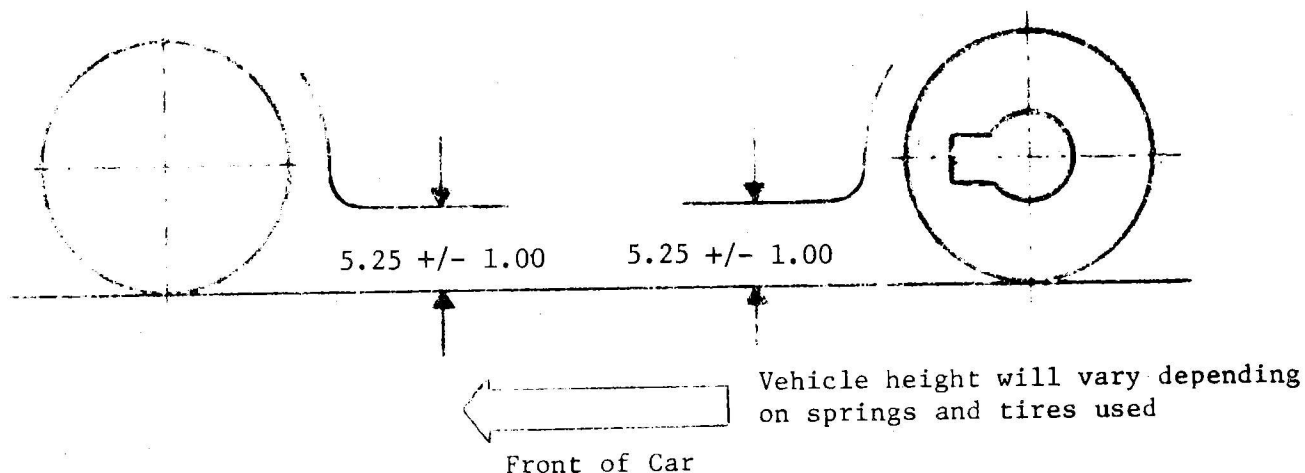 5.25 +/- 1.00
5.25 +/- 1.00
Vehicle height will vary depending
on springs and tires used
Front of Car